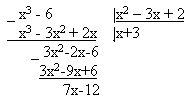 _ x³ - 6 |x² - 3x + 2
x³ - 3x² + 2x |x+3
_ 3x²-2x-6
3x²-9x+6
7x-12